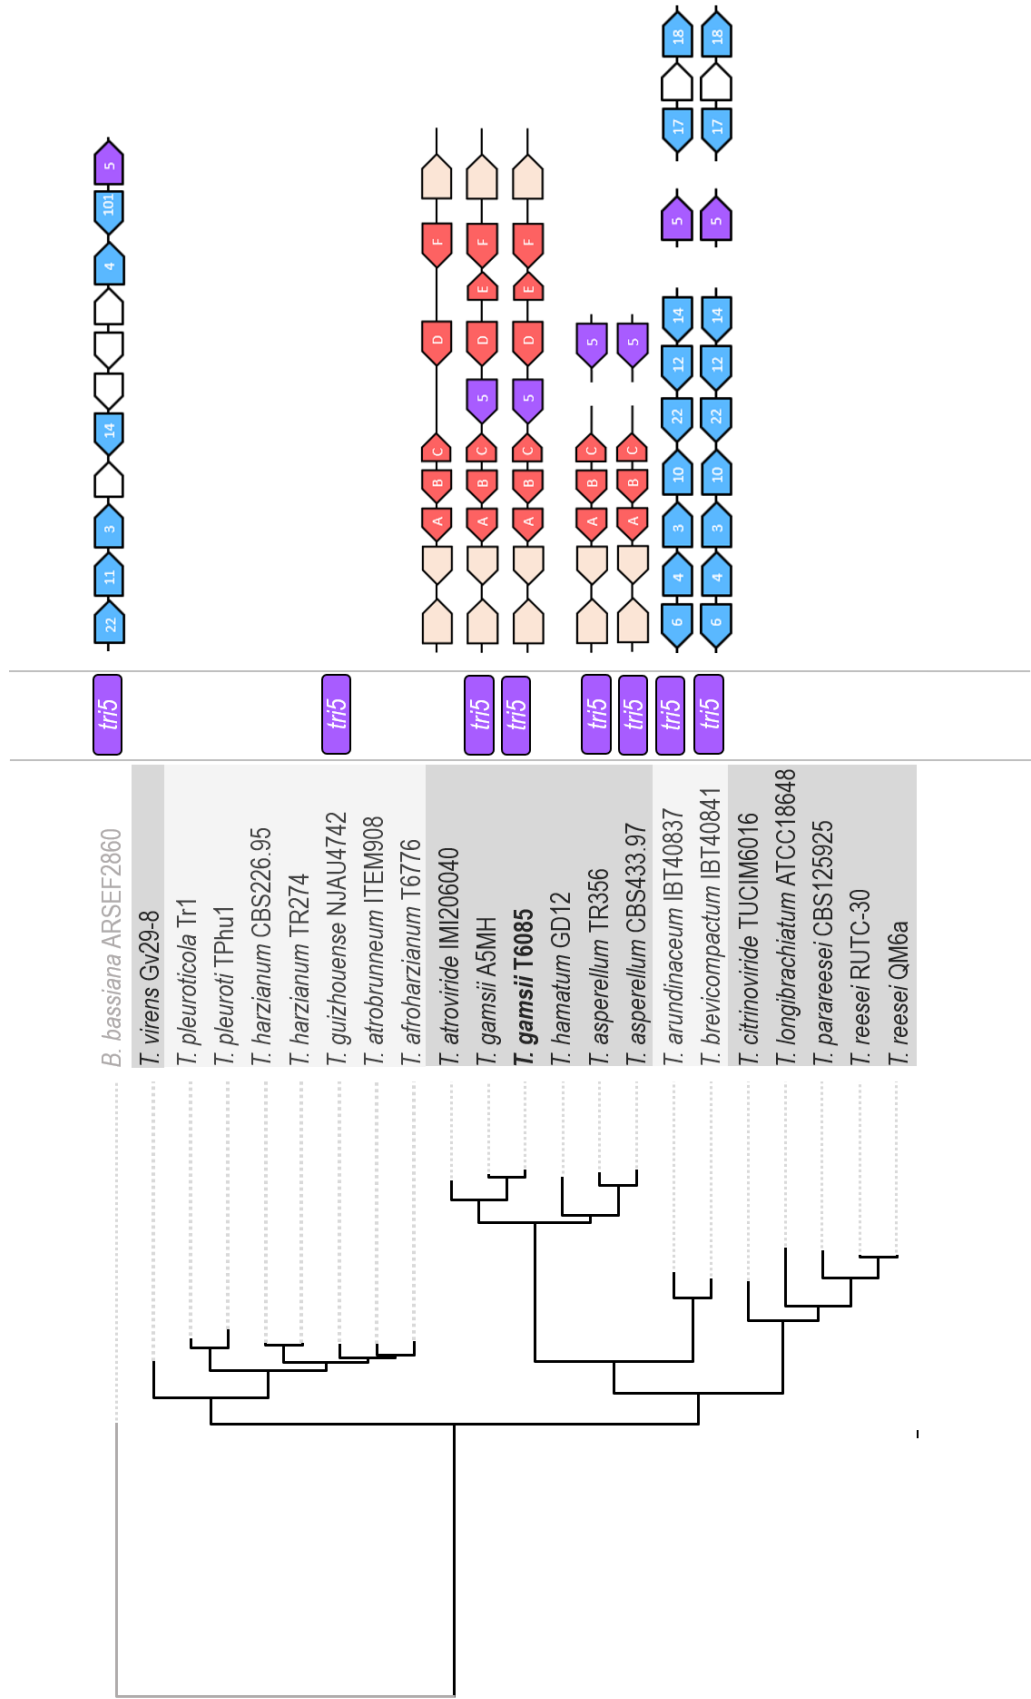 B. bassiana ARSEF2860 tri5 22 11 3 14 4 101 5
T. virens Gv29-8
T. pleuroticola Tr1
T. pleuroti TPhu1
T. harzianum CBS226.95
T. harzianum TR274
T. guizhouense NJAU4742 tri5
T. atrobrunneum ITEM908
T. afroharzianum T6776
T. atroviride IMI206040 A B C D F
T. gamsii A5MH tri5 A B C 5 D E F
T. gamsii T6085 tri5 A B C 5 D E F
T. hamatum GD12
T. asperellum TR356 tri5 A B C 5
T. asperellum CBS433.97 tri5 A B C 5
T. arundinaceum IBT40837 tri5 6 4 3 10 22 12 14 5 17 18
T. brevicompactum IBT40841 tri5 6 4 3 10 22 12 14 5 17 18
T. citrinoviride TUCIM6016
T. longibrachiatum ATCC18648
T. parareesei CBS125925
T. reesei RUTC-30
T. reesei QM6a